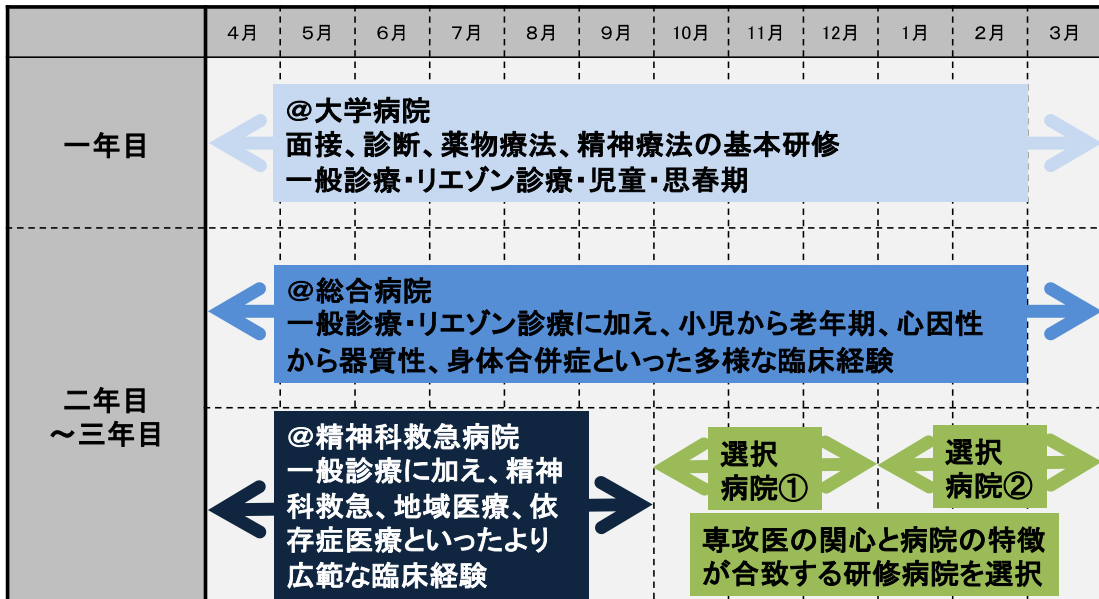 4月 5月 6月 7月 8月 9月 10月 11月 12月 1月 2月 3月
一年目
@大学病院
面接、診断、薬物療法、精神療法の基本研修
一般診療・リエゾン診療・児童・思春期
二年目
～三年目
@総合病院
一般診療・リエゾン診療に加え、小児から老年期、心因性
から器質性、身体合併症といった多様な臨床経験
@精神科救急病院
一般診療に加え、精神
科救急、地域医療、依
存症医療といったより
広範な臨床経験
選択
病院①
選択
病院②
専攻医の関心と病院の特徴
が合致する研修病院を選択